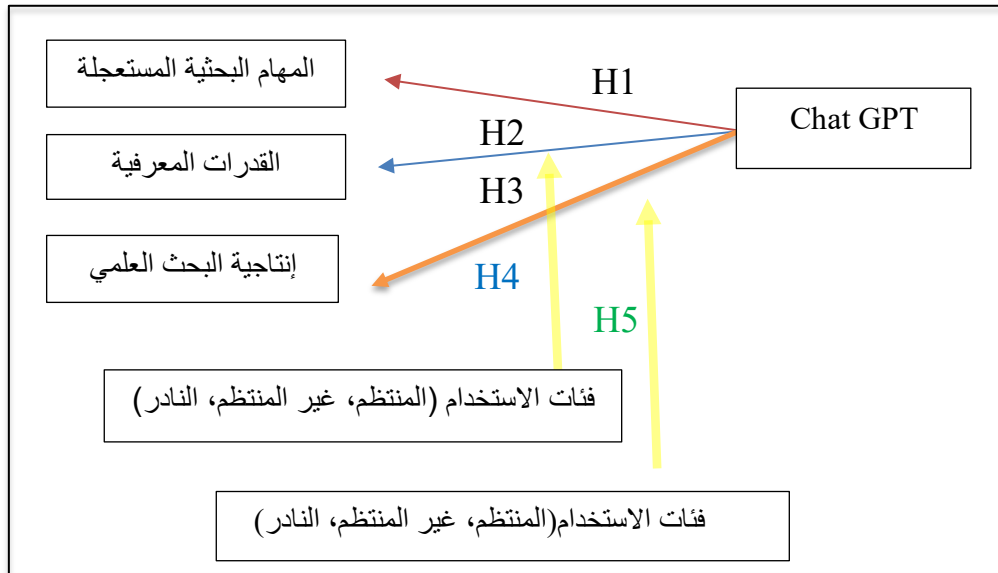 المهام البحثية المستعجلة
H1
Chat GPT
H2
القدرات المعرفية
H3
إنتاجية البحث العلمي
H4
H5
فئات الاستخدام (المنتظم، غير المنتظم، النادر)
فئات الاستخدام(المنتظم، غير المنتظم، النادر)